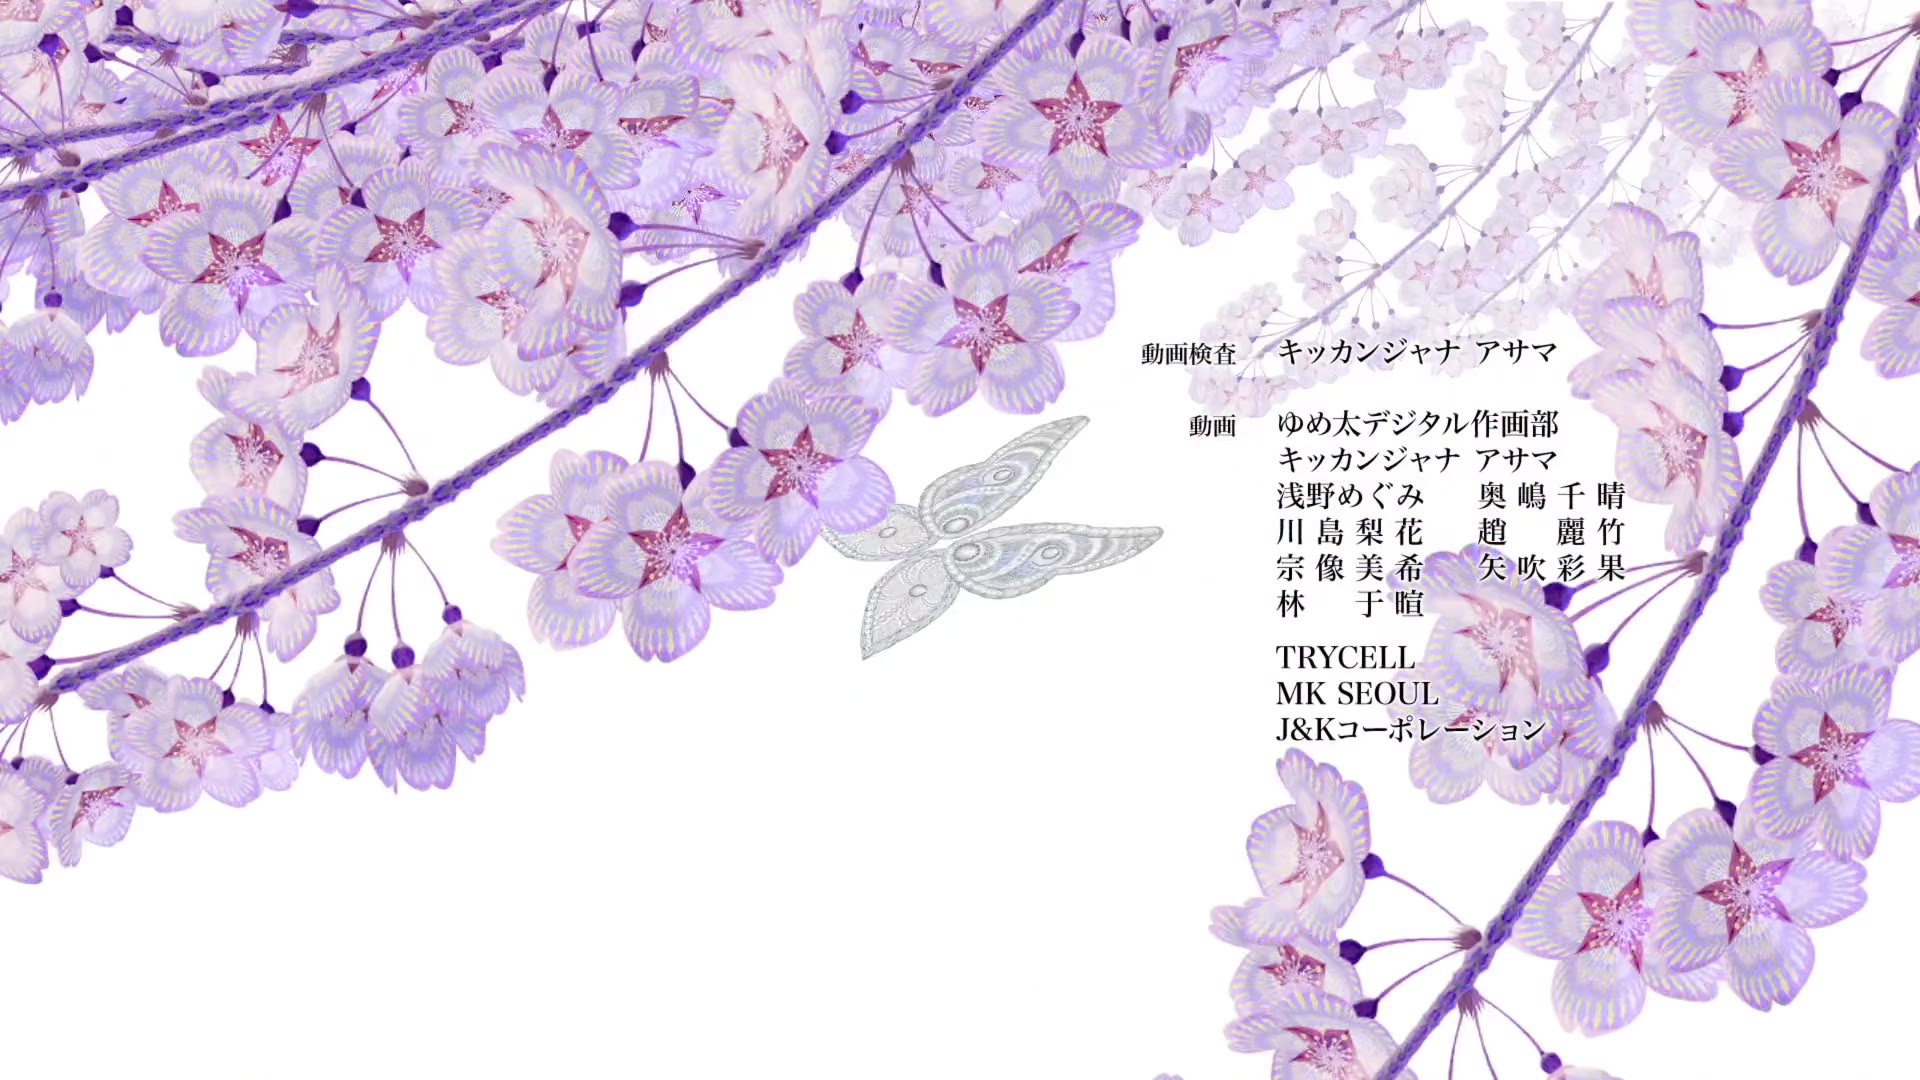 動画検査 キッカンジャナ アサマ
動画 ゆめ太デジタル作画部
キッカンジャナ アサマ
浅野めぐみ 奥嶋千晴
川島梨花 趙 麗竹
宗像美希 矢吹彩果
林 于暄
TRYCELL
MK SEOUL
J&Kコーポレーション